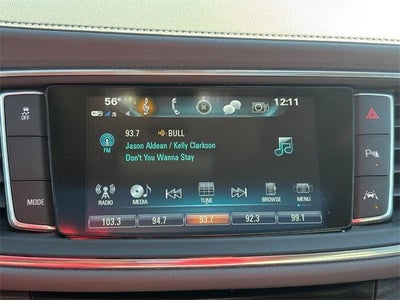 56° 12:11
OFF
93.7 BULL
FM
Jason Aldean / Kelly Clarkson
Don't You Wanna Stay
MODE
RADIO MEDIA TUNE BROWSE MENU
103.3 94.7 93.7 92.3 99.1